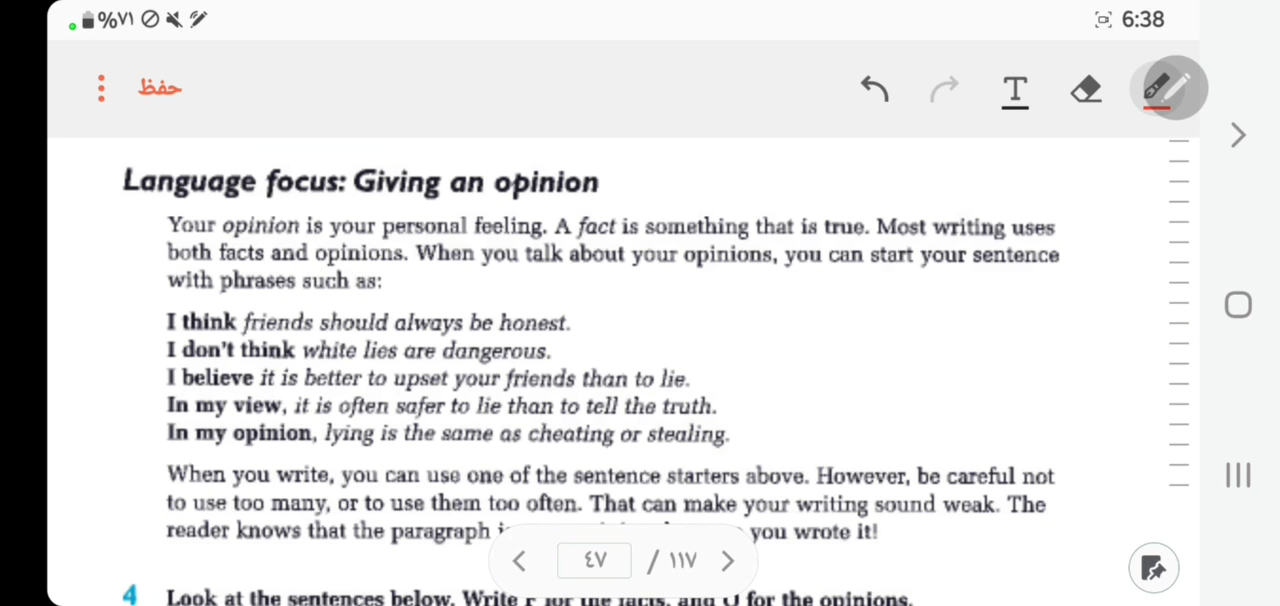 %٧١ 6:38
حفظ
T
Language focus: Giving an opinion
Your opinion is your personal feeling. A fact is something that is true. Most writing uses
both facts and opinions. When you talk about your opinions, you can start your sentence
with phrases such as:
I think friends should always be honest.
I don't think white lies are dangerous.
I believe it is better to upset your friends than to lie.
In my view, it is often safer to lie than to tell the truth.
In my opinion, lying is the same as cheating or stealing.
When you write, you can use one of the sentence starters above. However, be careful not
to use too many, or to use them too often. That can make your writing sound weak. The
reader knows that the paragraph you wrote it!
٤٧ / ١١٧
4 Look at the sentences below. Write F for the facts, and O for the opinions.